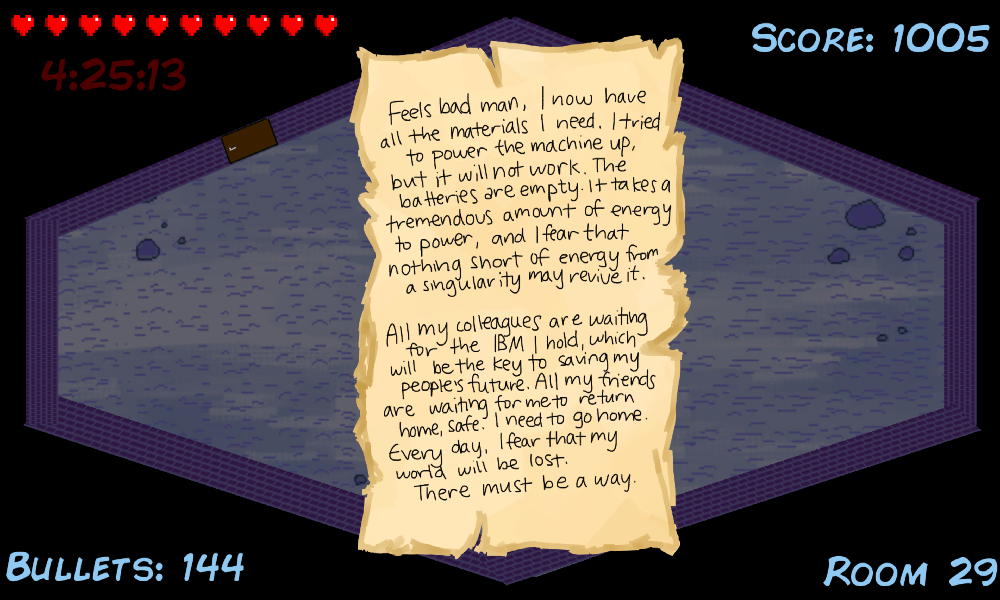 4:25:13
Score: 1005
Feels bad man, I now have
all the materials I need. I tried
to power the machine up,
but it will not work. The
batteries are empty. It takes a
tremendous amount of energy
to power, and I fear that
nothing short of energy from
a singularity may revive it.
All my colleagues are waiting
for the IBM I hold, which
will be the key to saving my
people's future. All my friends
are waiting for me to return
home, safe. I need to go home.
Every day, I fear that my
world will be lost.
There must be a way.
Bullets: 144
Room 29